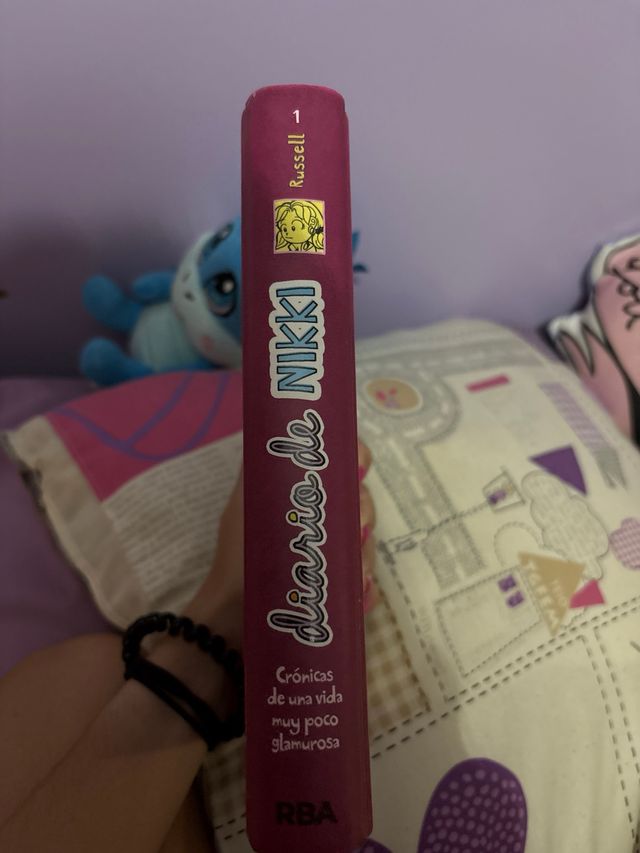 1
Russell
diario de NIKKI
Crónicas
de una vida
muy poco
glamurosa
RBA